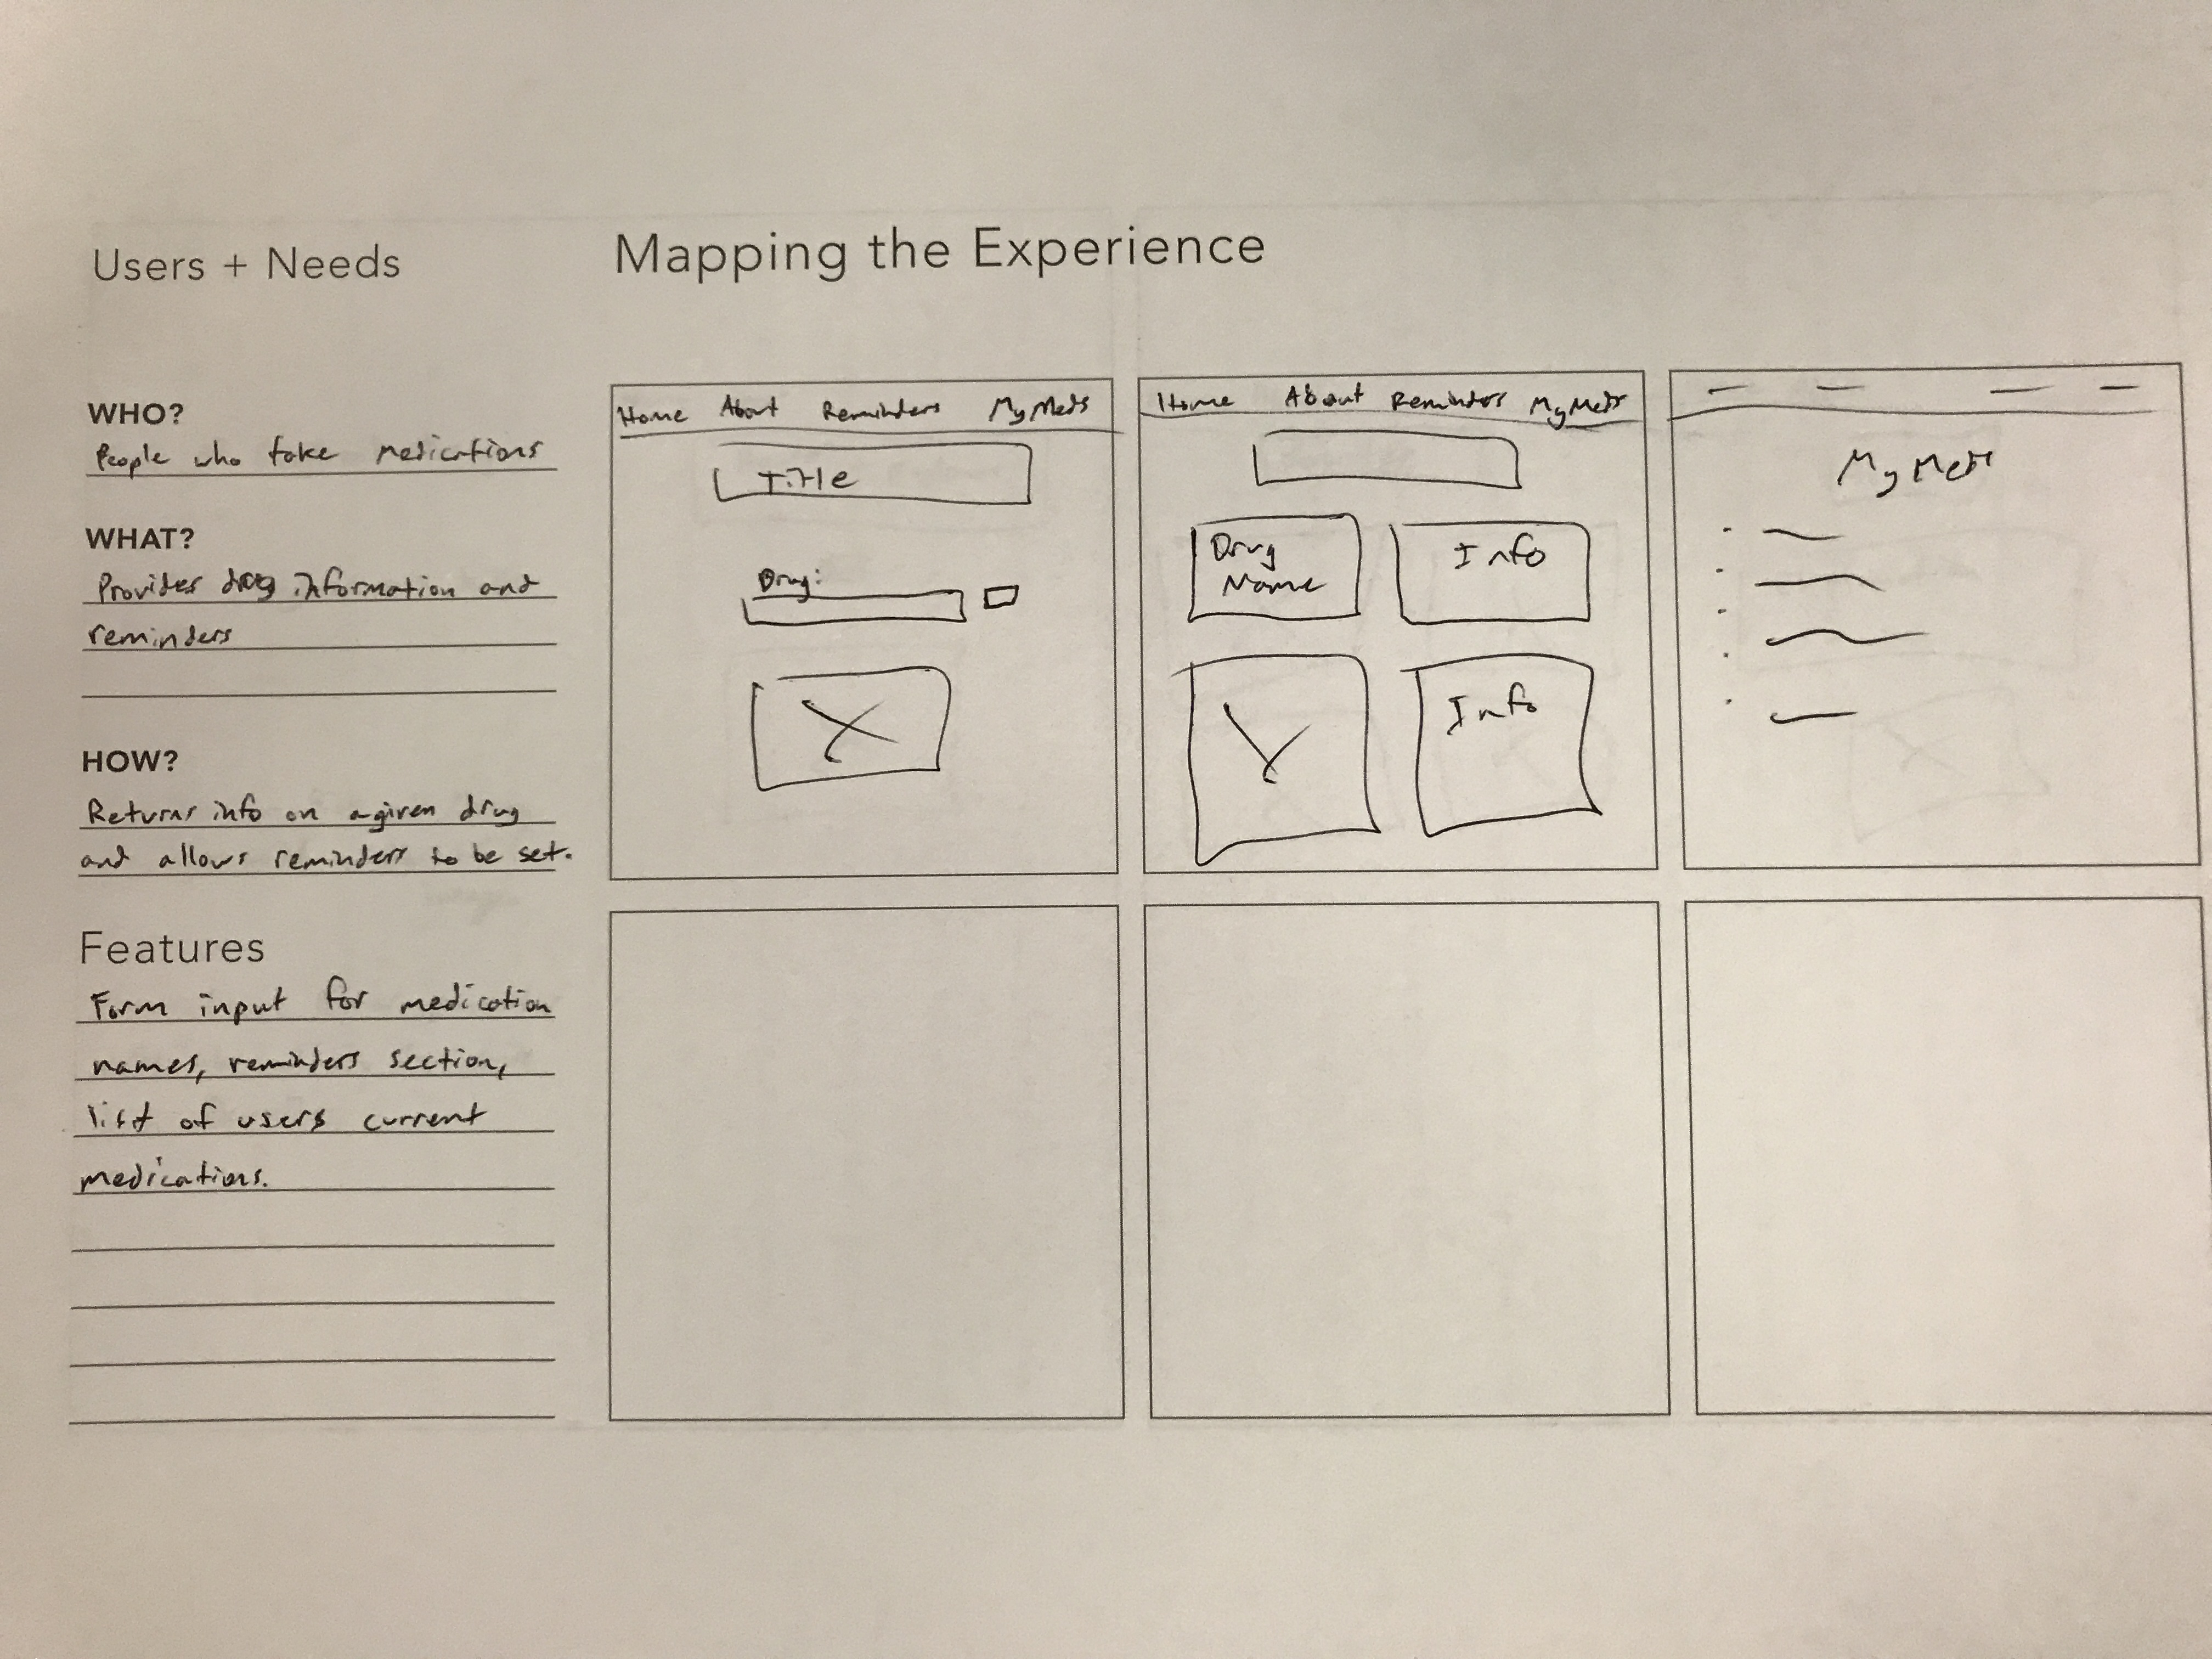 Users + Needs
WHO?
People who take medications
WHAT?
Provides drug information and
reminders
HOW?
Returns info on a given drug
and allows reminders to be set.
Features
Form input for medication
names, reminders section,
list of users current
medications.
Mapping the Experience
Home About Reminders MyMeds
Title
Drug:
Home About Reminders MyMeds
Drug
Name
Info
Info
My Meds